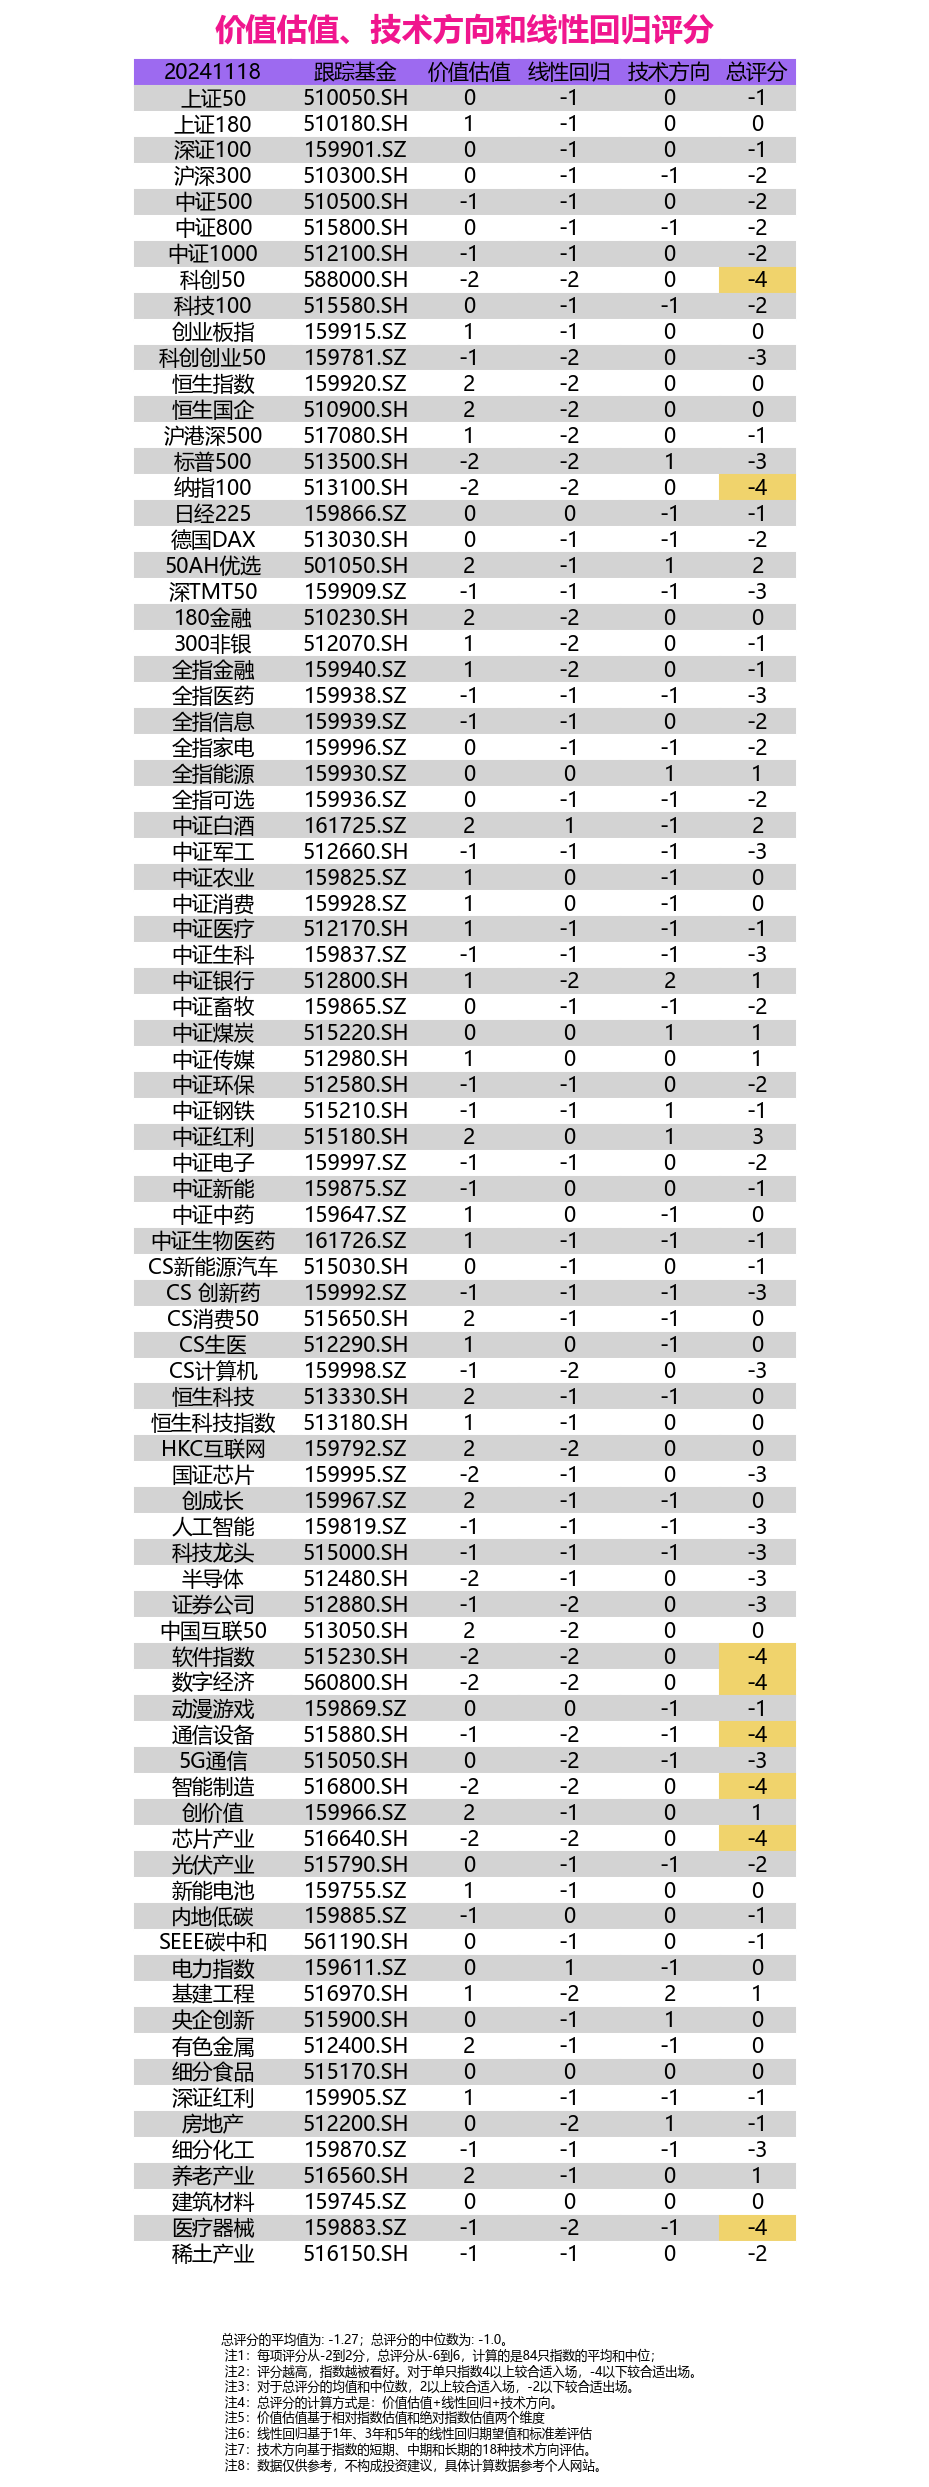 价值估值、技术方向和线性回归评分
20241118 跟踪基金 价值估值 线性回归 技术方向 总评分
上证50 510050.SH 0 -1 0 -1
上证180 510180.SH 1 -1 0 0
深证100 159901.SZ 0 -1 0 -1
沪深300 510300.SH 0 -1 -1 -2
中证500 510500.SH -1 -1 0 -2
中证800 515800.SH 0 -1 -1 -2
中证1000 512100.SH -1 -1 0 -2
科创50 588000.SH -2 -2 0 -4
科技100 515580.SH 0 -1 -1 -2
创业板指 159915.SZ 1 -1 0 0
科创创业50 159781.SZ -1 -2 0 -3
恒生指数 159920.SZ 2 -2 0 0
恒生国企 510900.SH 2 -2 0 0
沪港深500 517080.SH 1 -2 0 -1
标普500 513500.SH -2 -2 1 -3
纳指100 513100.SH -2 -2 0 -4
日经225 159866.SZ 0 0 -1 -1
德国DAX 513030.SH 0 -1 -1 -2
50AH优选 501050.SH 2 -1 1 2
深TMT50 159909.SZ -1 -1 -1 -3
180金融 510230.SH 2 -2 0 0
300非银 512070.SH 1 -2 0 -1
全指金融 159940.SZ 1 -2 0 -1
全指医药 159938.SZ -1 -1 -1 -3
全指信息 159939.SZ -1 -1 0 -2
全指家电 159996.SZ 0 -1 -1 -2
全指能源 159930.SZ 0 0 1 1
全指可选 159936.SZ 0 -1 -1 -2
中证白酒 161725.SZ 2 1 -1 2
中证军工 512660.SH -1 -1 -1 -3
中证农业 159825.SZ 1 0 -1 0
中证消费 159928.SZ 1 0 -1 0
中证医疗 512170.SH 1 -1 -1 -1
中证生科 159837.SZ -1 -1 -1 -3
中证银行 512800.SH 1 -2 2 1
中证畜牧 159865.SZ 0 -1 -1 -2
中证煤炭 515220.SH 0 0 1 1
中证传媒 512980.SH 1 0 0 1
中证环保 512580.SH -1 -1 0 -2
中证钢铁 515210.SH -1 -1 1 -1
中证红利 515180.SH 2 0 1 3
中证电子 159997.SZ -1 -1 0 -2
中证新能 159875.SZ -1 0 0 -1
中证中药 159647.SZ 1 0 -1 0
中证生物医药 161726.SZ 1 -1 -1 -1
CS新能源汽车 515030.SH 0 -1 0 -1
CS 创新药 159992.SZ -1 -1 -1 -3
CS消费50 515650.SH 2 -1 -1 0
CS生医 512290.SH 1 0 -1 0
CS计算机 159998.SZ -1 -2 0 -3
恒生科技 513330.SH 2 -1 -1 0
恒生科技指数 513180.SH 1 -1 0 0
HKC互联网 159792.SZ 2 -2 0 0
国证芯片 159995.SZ -2 -1 0 -3
创成长 159967.SZ 2 -1 -1 0
人工智能 159819.SZ -1 -1 -1 -3
科技龙头 515000.SH -1 -1 -1 -3
半导体 512480.SH -2 -1 0 -3
证券公司 512880.SH -1 -2 0 -3
中国互联50 513050.SH 2 -2 0 0
软件指数 515230.SH -2 -2 0 -4
数字经济 560800.SH -2 -2 0 -4
动漫游戏 159869.SZ 0 0 -1 -1
通信设备 515880.SH -1 -2 -1 -4
5G通信 515050.SH 0 -2 -1 -3
智能制造 516800.SH -2 -2 0 -4
创价值 159966.SZ 2 -1 0 1
芯片产业 516640.SH -2 -2 0 -4
光伏产业 515790.SH 0 -1 -1 -2
新能电池 159755.SZ 1 -1 0 0
内地低碳 159885.SZ -1 0 0 -1
SEEE碳中和 561190.SH 0 -1 0 -1
电力指数 159611.SZ 0 1 -1 0
基建工程 516970.SH 1 -2 2 1
央企创新 515900.SH 0 -1 1 0
有色金属 512400.SH 2 -1 -1 0
细分食品 515170.SH 0 0 0 0
深证红利 159905.SZ 1 -1 -1 -1
房地产 512200.SH 0 -2 1 -1
细分化工 159870.SZ -1 -1 -1 -3
养老产业 516560.SH 2 -1 0 1
建筑材料 159745.SZ 0 0 0 0
医疗器械 159883.SZ -1 -2 -1 -4
稀土产业 516150.SH -1 -1 0 -2
总评分的平均值为: -1.27；总评分的中位数为: -1.0。
注1：每项评分从-2到2分，总评分从-6到6，计算的是84只指数的平均和中位；
注2：评分越高，指数越被看好。对于单只指数4以上较合适入场，-4以下较合适出场。
注3：对于总评分的均值和中位数，2以上较合适入场，-2以下较合适出场。
注4：总评分的计算方式是：价值估值+线性回归+技术方向。
注5：价值估值基于相对指数估值和绝对指数估值两个维度
注6：线性回归基于1年、3年和5年的线性回归期望值和标准差评估
注7：技术方向基于指数的短期、中期和长期的18种技术方向评估。
注8：数据仅供参考，不构成投资建议，具体计算数据参考个人网站。